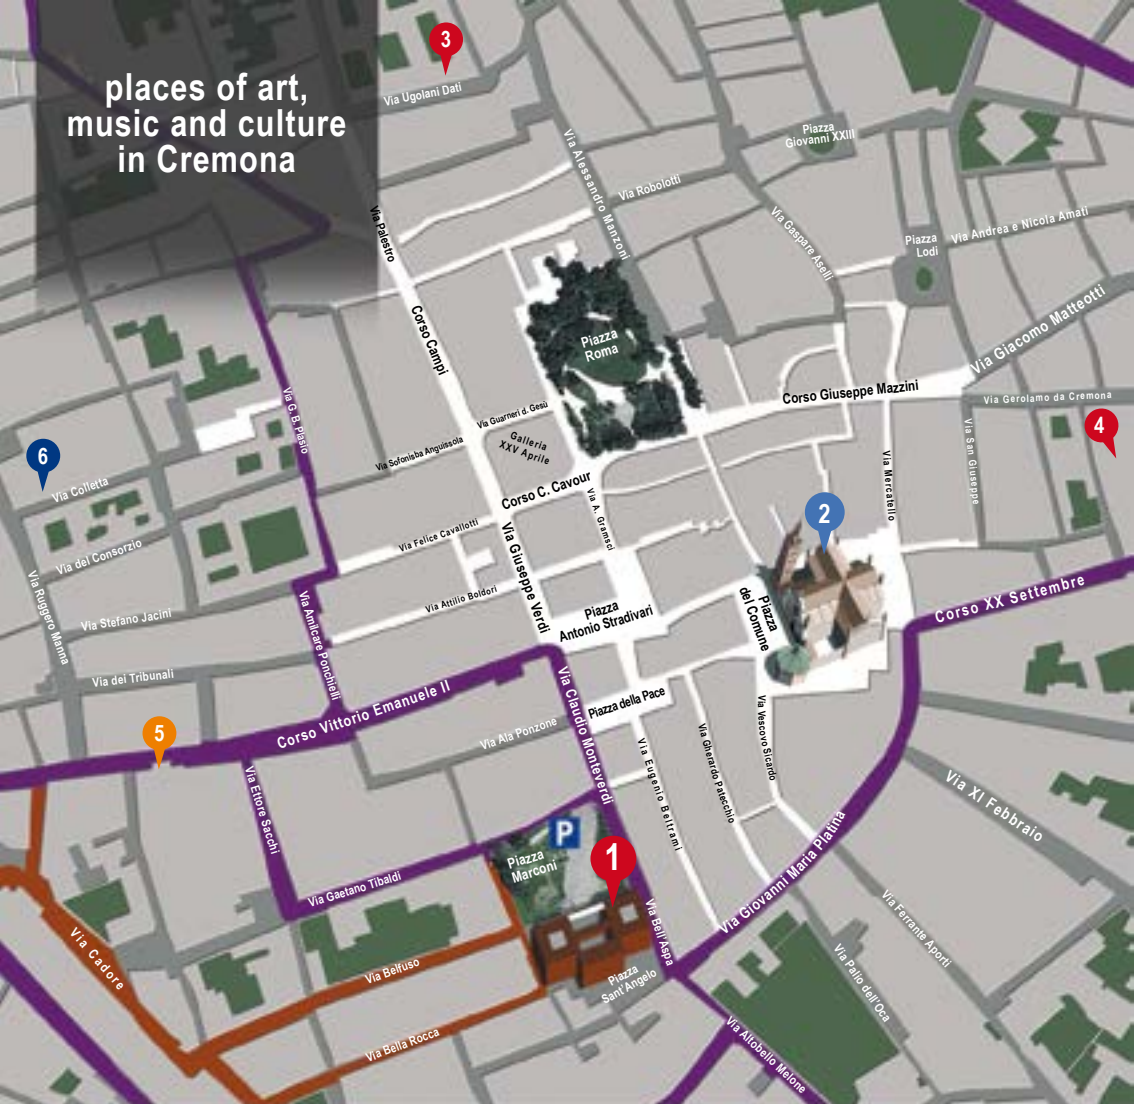 places of art,
music and culture
in Cremona
3
Via Ugolani Dati
Piazza
Giovanni XXIII
Via Alessandro Manzoni
Via Robolotti
Via Palestro
Via Gaspare Aselli
Piazza
Lodi
Via Andrea e Nicola Amati
Via Giacomo Matteotti
Corso Campi
Piazza
Roma
Corso Giuseppe Mazzini
Via Gerolamo da Cremona
4
Via G. B. Plasio
Via Guarneri d. Gesù
Galleria
XXV Aprile
Via Sofonisba Anguissola
Via San Giuseppe
Via Mercatello
6
Via Colletta
Corso C. Cavour
Via A. Gramsci
2
Via Felice Cavallotti
Via Giuseppe Verdi
Via del Consorzio
Via Ruggero Manna
Via Stefano Jacini
Via Amilcare Ponchielli
Via Attilio Boldori
Piazza
Antonio Stradivari
Piazza
del Comune
Corso XX Settembre
Via dei Tribunali
Corso Vittorio Emanuele II
Via Claudio Monteverdi
Piazza della Pace
5
Via Ala Ponzone
Via Eugenio Beltrami
Via Gherardo Patecchio
Via Vescovo Sicardo
Via Ettore Sacchi
Via XI Febbraio
P
1
Piazza
Marconi
Via Giovanni Maria Platina
Via Gaetano Tibaldi
Via Bell'Aspa
Via Ferrante Aporti
Via Cadore
Via Belfuso
Piazza
Sant'Angelo
Via Palio dell'Oca
Via Bella Rocca
Via Altobello Melone